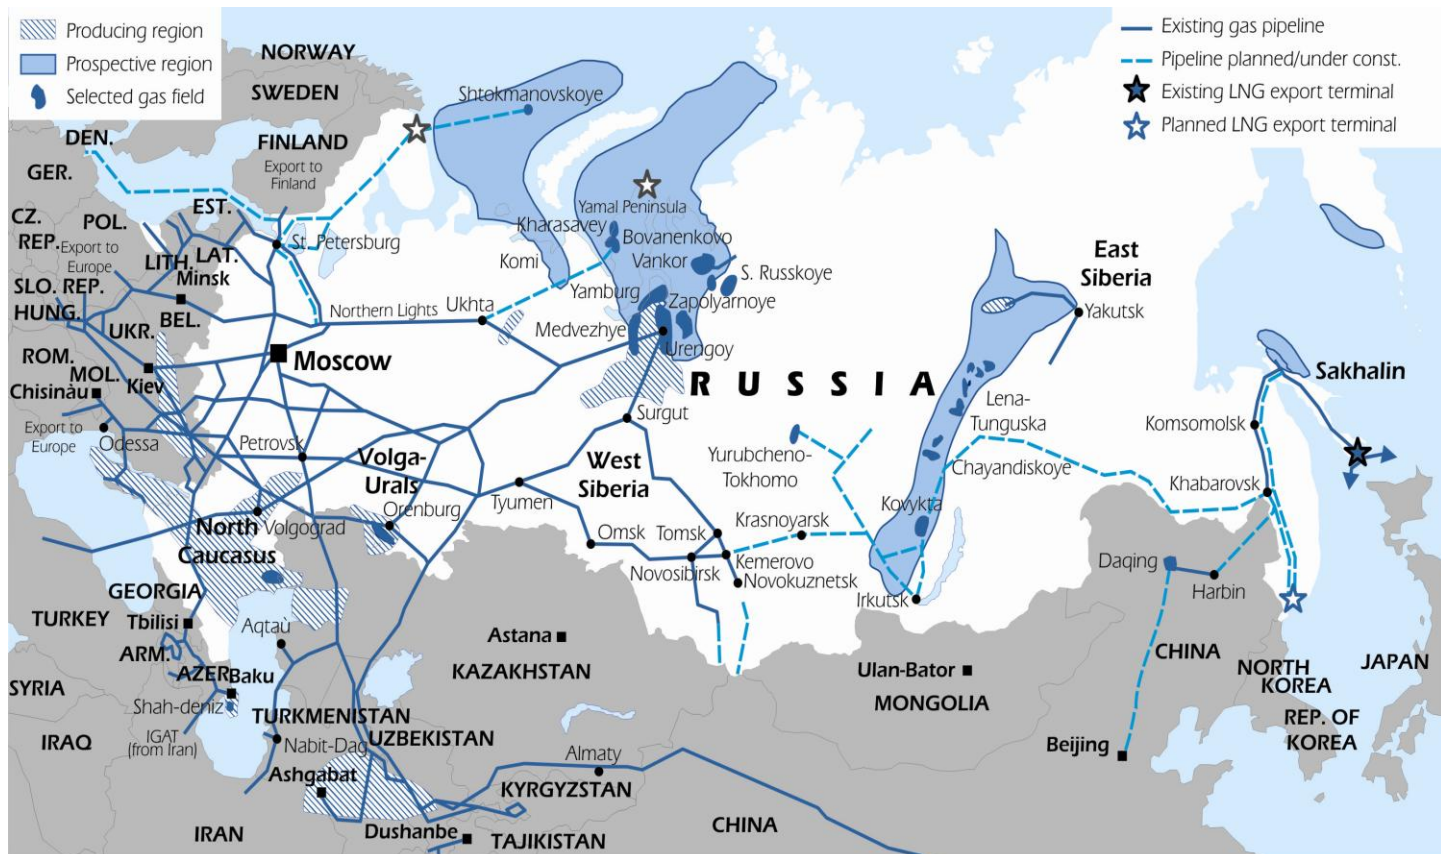 Producing region
Prospective region
Selected gas field
Existing gas pipeline
Pipeline planned/under const.
Existing LNG export terminal
Planned LNG export terminal
NORWAY
SWEDEN
FINLAND
Export to
Finland
DEN.
GER.
CZ.
REP.
POL.
EST.
LAT.
LITH.
Export to
Europe
Minsk
SLO. REP.
HUNG.
BEL.
UKR.
ROM.
MOL.
Chisinàu
Kiev
Export to
Europe
Odessa
Shtokmanovskoye
Yamal Peninsula
Kharasavey
Bovanenkovo
Vankor
S. Russkoye
Komi
Yamburg
Zapolyarnoye
Medvezhye
Urengoy
St. Petersburg
Northern Lights
Ukhta
Moscow
RUSSIA
East
Siberia
Yakutsk
Sakhalin
Surgut
Petrovsk
Volga-
Urals
West
Siberia
Yurubcheno-
Tokhomo
Lena-
Tunguska
Chayandiskoye
Komsomolsk
Khabarovsk
Kovykta
Tyumen
Orenburg
Volgograd
North
Caucasus
Omsk
Tomsk
Krasnoyarsk
Kemerovo
Novosibirsk
Novokuznetsk
Irkutsk
Daqing
Harbin
GEORGIA
TURKEY
Tbilisi
ARM.
AZER.
Baku
Aqtaù
Shah-deniz
IGAT
(from Iran)
SYRIA
IRAQ
Astana
KAZAKHSTAN
Ulan-Bator
MONGOLIA
CHINA
NORTH
KOREA
JAPAN
REP. OF
KOREA
Beijing
TURKMENISTAN
UZBEKISTAN
Nabit-Dag
Ashgabat
Almaty
KYRGYZSTAN
Dushanbe
TAJIKISTAN
IRAN
CHINA